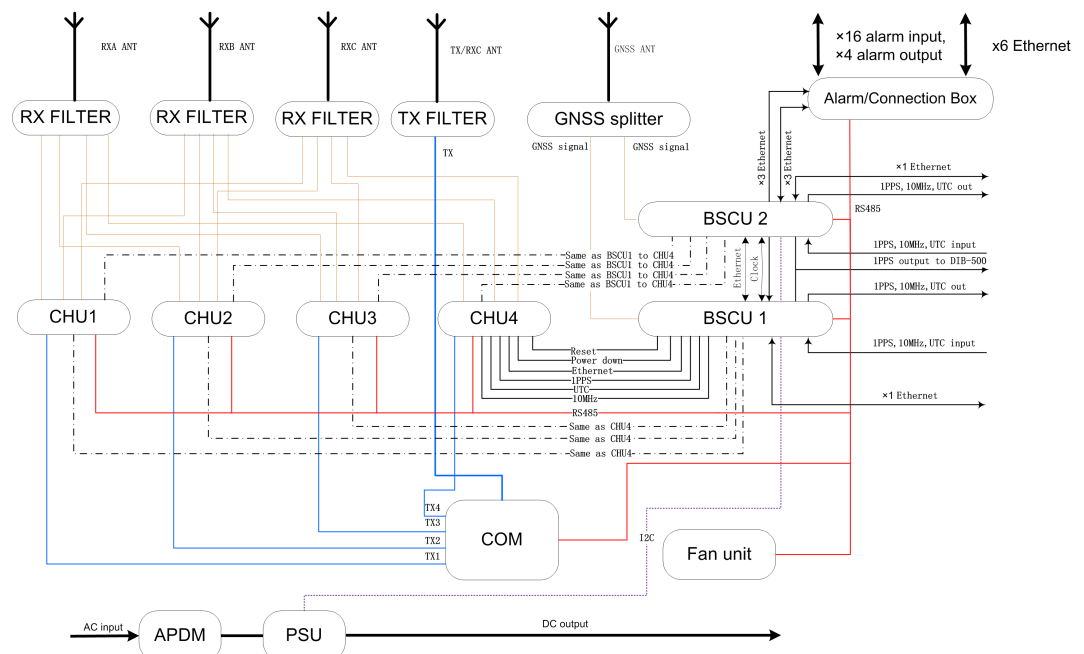 RXA ANT
RXB ANT
RXC ANT
TX/RXC ANT
GNSS ANT
×16 alarm input,
×4 alarm output
x6 Ethernet
RX FILTER
RX FILTER
RX FILTER
TX FILTER
GNSS splitter
Alarm/Connection Box
TX
GNSS signal
GNSS signal
×3 Ethernet
×3 Ethernet
×1 Ethernet
1PPS,10MHz,UTC out
RS485
BSCU 2
1PPS,10MHz,UTC input
1PPS output to DIB-500
Same as BSCU1 to CHU4
Same as BSCU1 to CHU4
Same as BSCU1 to CHU4
Same as BSCU1 to CHU4
Ethernet
Clock
1PPS,10MHz,UTC out
CHU1
CHU2
CHU3
CHU4
BSCU 1
1PPS,10MHz,UTC input
Reset
Power down
Ethernet
1PPS
UTC
10MHz
×1 Ethernet
RS485
Same as CHU4
Same as CHU4
Same as CHU4
TX4
TX3
TX2
TX1
COM
I2C
Fan unit
AC input
APDM
PSU
DC output